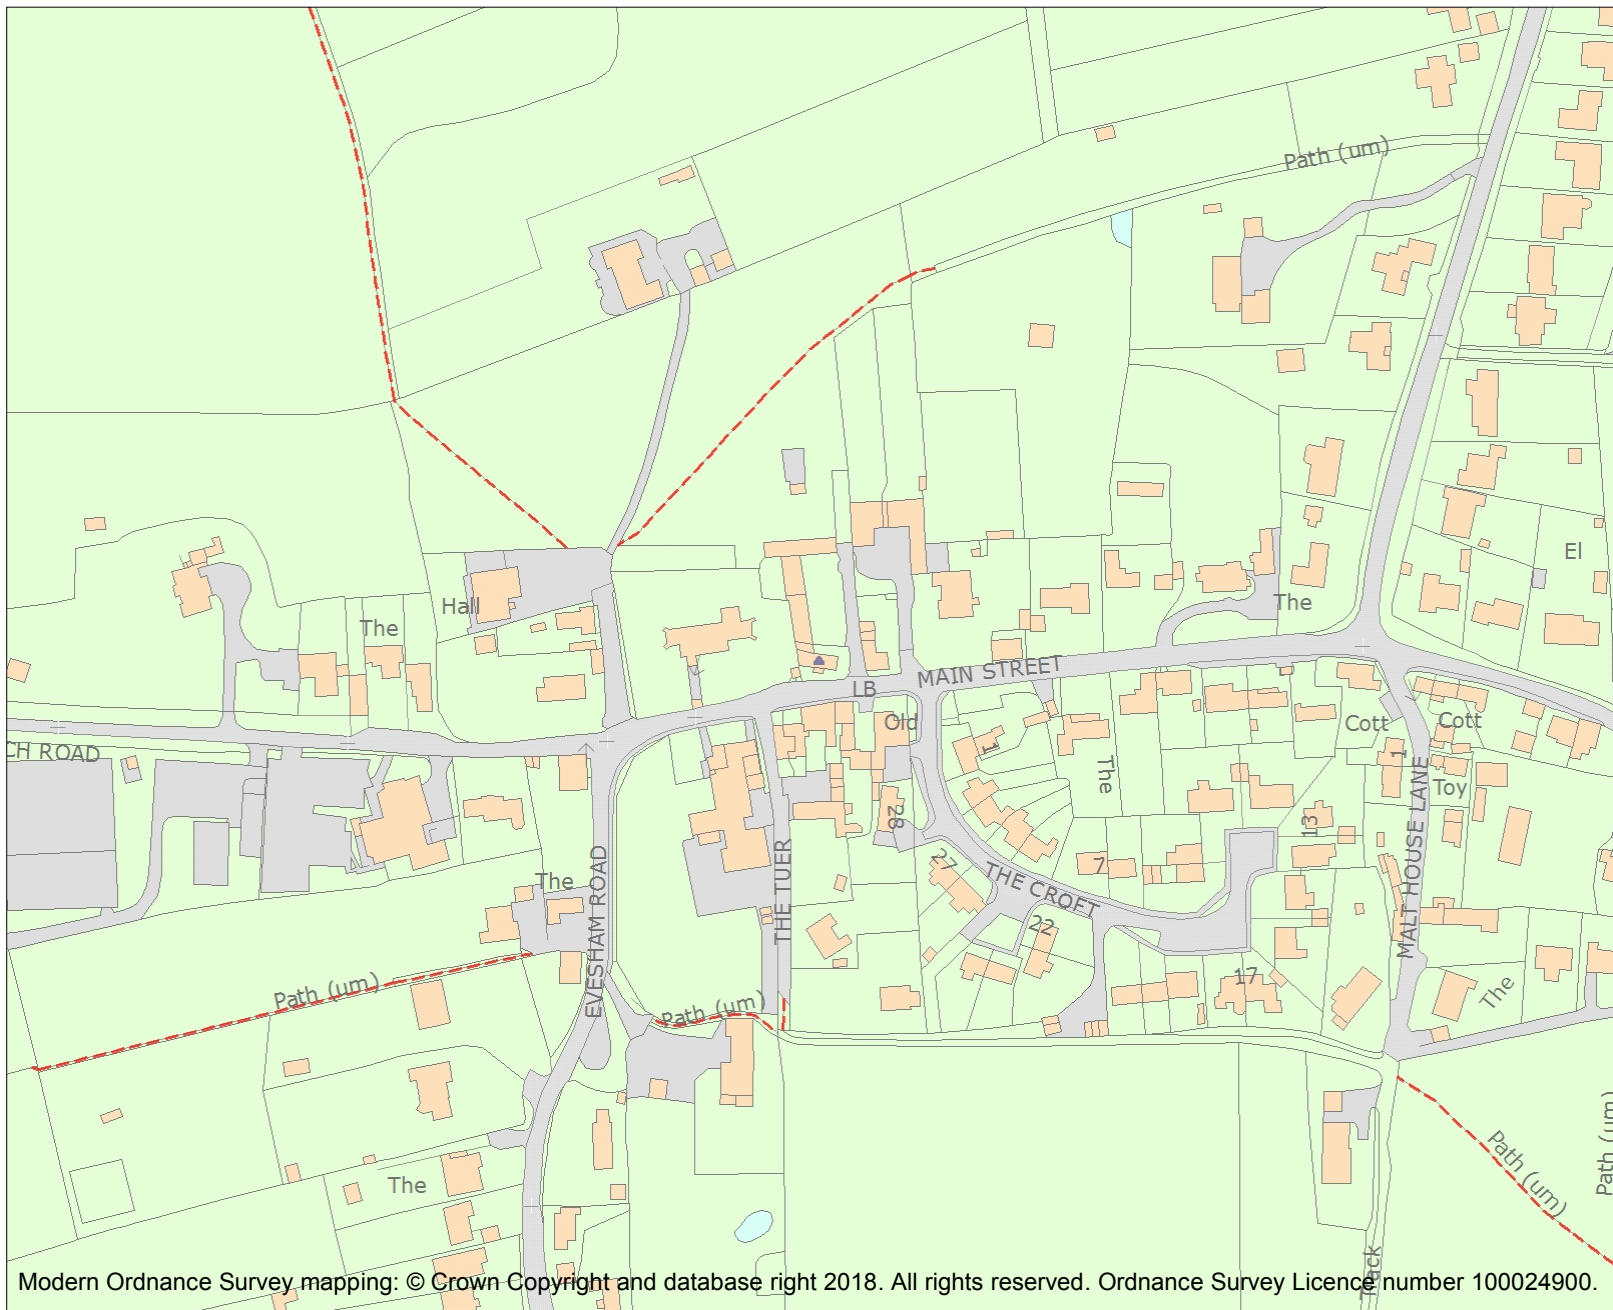 Path (um)
Hall
The
El
The
MAIN STREET
LB
Old
Cott
Cott
CH ROAD
1
The
1
Toy
28
13
MALT HOUSE LANE
27
7
THE CROFT
The
EVESHAM ROAD
THE TUER
22
17
Path (um)
Path (um)
The
Path (um)
Path (um)
The
Track
Modern Ordnance Survey mapping: © Crown Copyright and database right 2018. All rights reserved. Ordnance Survey Licence number 100024900.